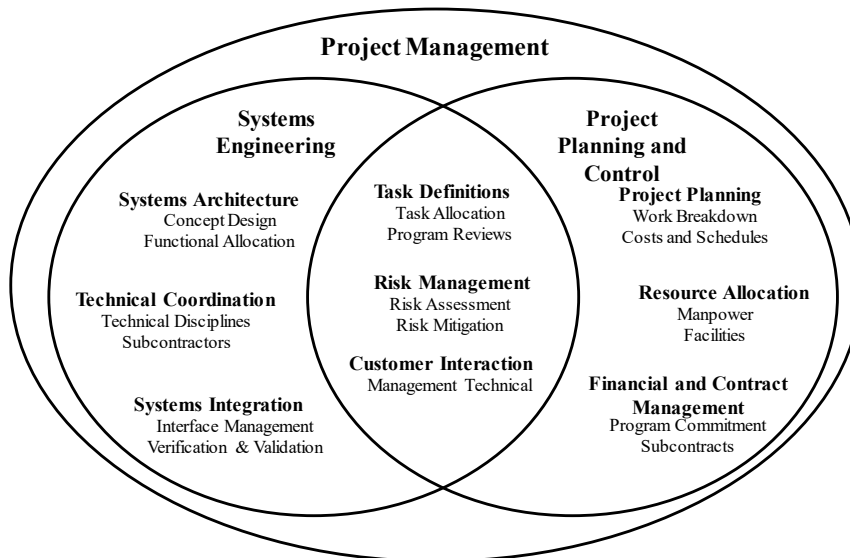 Project Management
Systems
Engineering
Systems Architecture
Concept Design
Functional Allocation
Technical Coordination
Technical Disciplines
Subcontractors
Systems Integration
Interface Management
Verification & Validation
Task Definitions
Task Allocation
Program Reviews
Risk Management
Risk Assessment
Risk Mitigation
Customer Interaction
Management Technical
Project
Planning and
Control
Project Planning
Work Breakdown
Costs and Schedules
Resource Allocation
Manpower
Facilities
Financial and Contract
Management
Program Commitment
Subcontracts